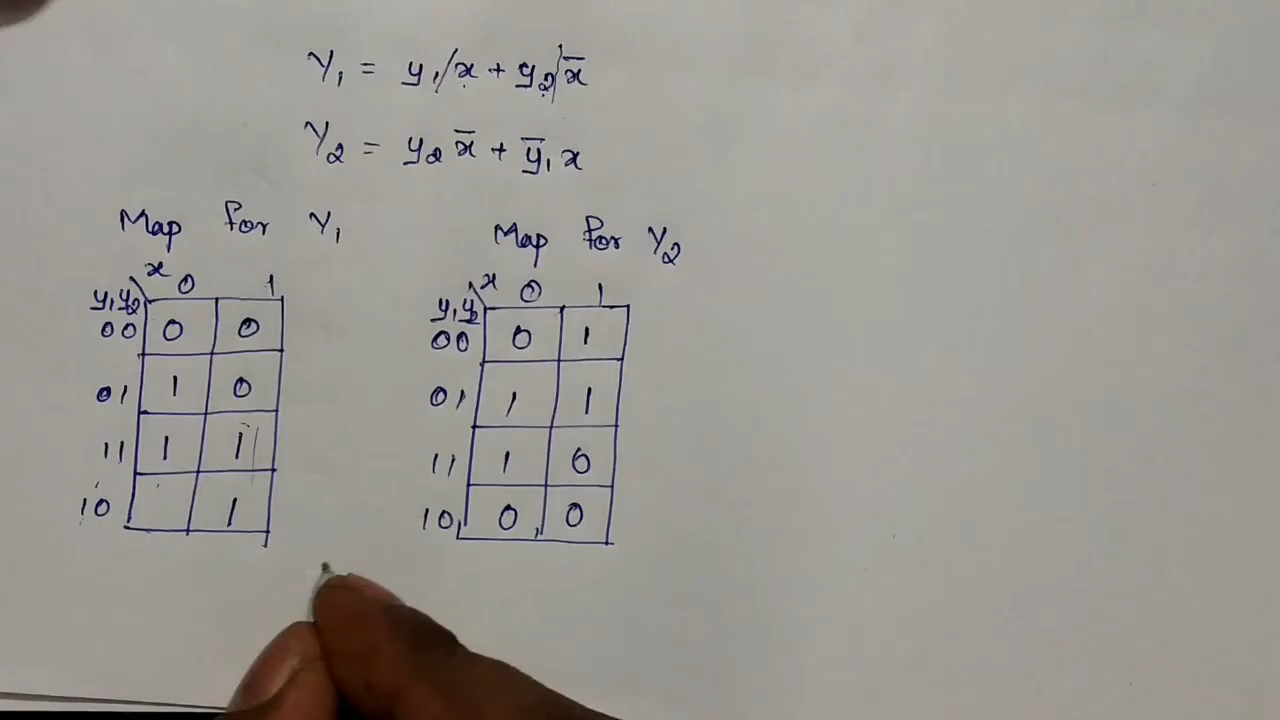 Y₁ = y₁x + y₂x̄
Y₂ = y₂x̄ + ȳ₁x
Map for Y₁
x 0 1
y₁y₂
00 0 0
01 1 0
11 1 1
10 1
Map for Y₂
x 0 1
y₁y₂
00 0 1
01 1 1
11 1 0
10 0 0